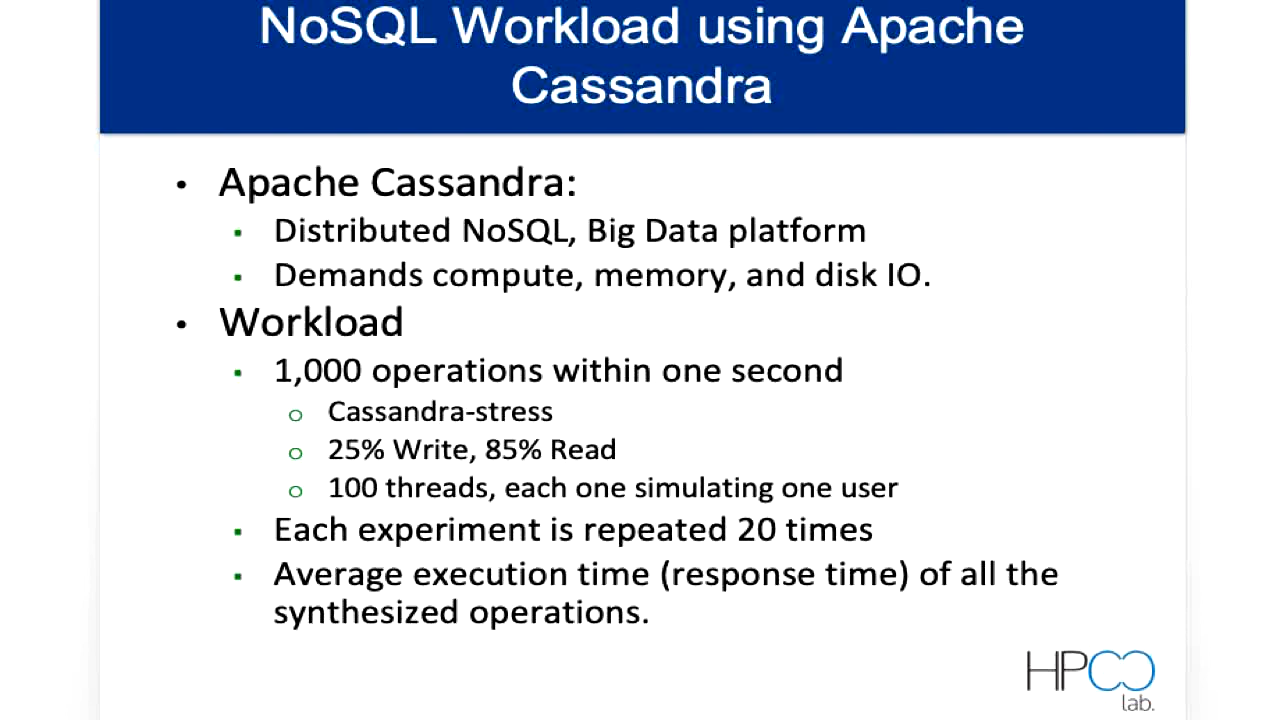 NoSQL Workload using Apache
Cassandra
• Apache Cassandra:
▪ Distributed NoSQL, Big Data platform
▪ Demands compute, memory, and disk IO.
• Workload
▪ 1,000 operations within one second
o Cassandra-stress
o 25% Write, 85% Read
o 100 threads, each one simulating one user
▪ Each experiment is repeated 20 times
▪ Average execution time (response time) of all the
synthesized operations.
HPCC
lab.